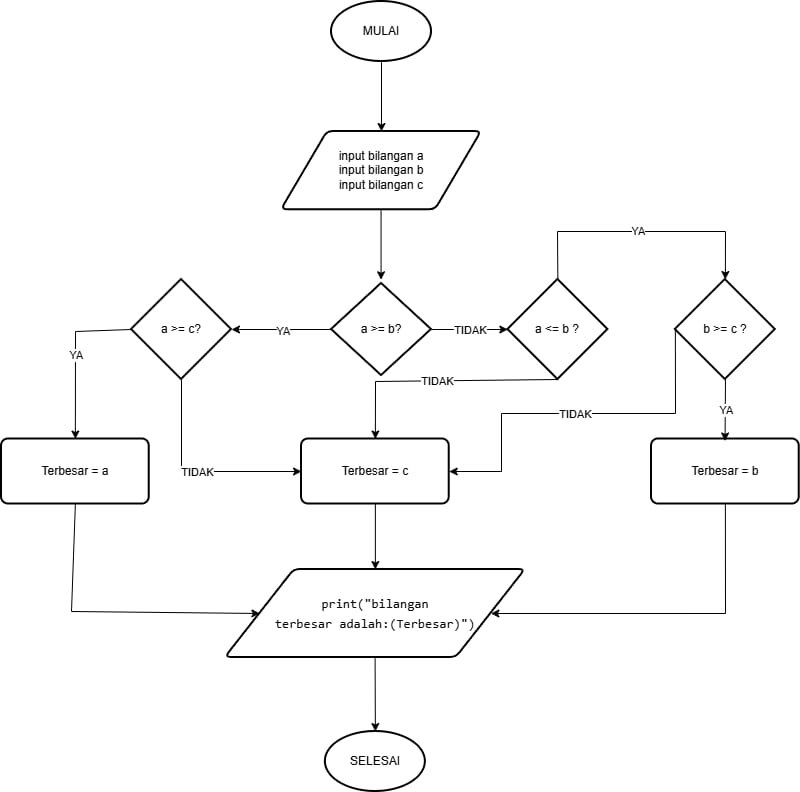 MULAI
input bilangan a
input bilangan b
input bilangan c
YA
a >= c?
YA
a >= b?
TIDAK
a <= b ?
b >= c ?
YA
TIDAK
TIDAK
YA
TIDAK
Terbesar = a
Terbesar = c
Terbesar = b
print("bilangan
terbesar adalah:(Terbesar)")
SELESAI